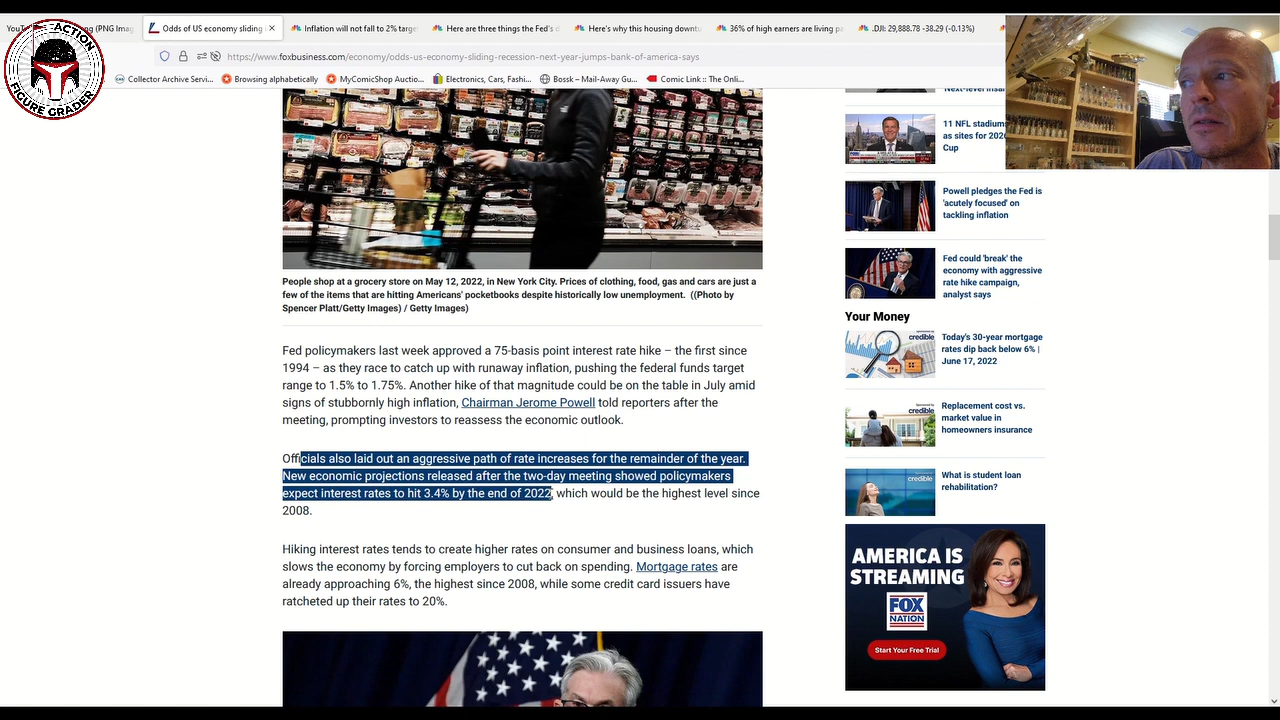 YouT
ng (PNG Imag
Odds of US economy sliding
Inflation will not fall to 2% targe
Here are three things the Fed's d
Here's why this housing downtu
36% of high earners are living pa
.DJI: 29,888.78 -38.29 (-0.13%)
ACTION
FIGURE GRADER
https://www.foxbusiness.com/economy/odds-us-economy-sliding-recession-next-year-jumps-bank-of-america-says
Collector Archive Servi...
Browsing alphabetically
MyComicShop Auctio...
Electronics, Cars, Fashi...
Bossk – Mail-Away Gu...
Comic Link :: The Onli...
People shop at a grocery store on May 12, 2022, in New York City. Prices of clothing, food, gas and cars are just a
few of the items that are hitting Americans' pocketbooks despite historically low unemployment. ((Photo by
Spencer Platt/Getty Images) / Getty Images)
Fed policymakers last week approved a 75-basis point interest rate hike – the first since
1994 – as they race to catch up with runaway inflation, pushing the federal funds target
range to 1.5% to 1.75%. Another hike of that magnitude could be on the table in July amid
signs of stubbornly high inflation, Chairman Jerome Powell told reporters after the
meeting, prompting investors to reassess the economic outlook.
Officials also laid out an aggressive path of rate increases for the remainder of the year.
New economic projections released after the two-day meeting showed policymakers
expect interest rates to hit 3.4% by the end of 2022, which would be the highest level since
2008.
Hiking interest rates tends to create higher rates on consumer and business loans, which
slows the economy by forcing employers to cut back on spending. Mortgage rates are
already approaching 6%, the highest since 2008, while some credit card issuers have
ratcheted up their rates to 20%.
11 NFL stadiums
as sites for 202
Cup
Powell pledges the Fed is
'acutely focused' on
tackling inflation
Fed could 'break' the
economy with aggressive
rate hike campaign,
analyst says
Your Money
credible
Today's 30-year mortgage
rates dip back below 6% |
June 17, 2022
credible
Replacement cost vs.
market value in
homeowners insurance
credible
What is student loan
rehabilitation?
AMERICA IS
STREAMING
FOX
NATION
Start Your Free Trial